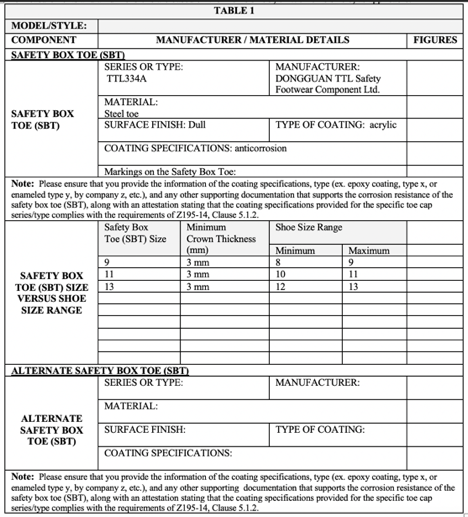 TABLE 1
MODEL/STYLE:
COMPONENT MANUFACTURER / MATERIAL DETAILS FIGURES
SAFETY BOX TOE (SBT)
SAFETY BOX
TOE (SBT)
SERIES OR TYPE:
TTL334A
MANUFACTURER:
DONGGUAN TTL Safety
Footwear Component Ltd.
MATERIAL:
Steel toe
SURFACE FINISH: Dull
TYPE OF COATING: acrylic
COATING SPECIFICATIONS: anticorrosion
Markings on the Safety Box Toe:
Note: Please ensure that you provide the information of the coating specifications, type (ex. epoxy coating, type x, or
enameled type y, by company z, etc.), and any other supporting documentation that supports the corrosion resistance of the
safety box toe (SBT), along with an attestation stating that the coating specifications provided for the specific toe cap
series/type complies with the requirements of Z195-14, Clause 5.1.2.
SAFETY BOX
TOE (SBT) SIZE
VERSUS SHOE
SIZE RANGE
Safety Box
Toe (SBT) Size
Minimum
Crown Thickness
(mm)
Shoe Size Range
Minimum Maximum
9 3 mm 8 9
11 3 mm 10 11
13 3 mm 12 13
ALTERNATE SAFETY BOX TOE (SBT)
ALTERNATE
SAFETY BOX
TOE (SBT)
SERIES OR TYPE:
MANUFACTURER:
MATERIAL:
SURFACE FINISH:
TYPE OF COATING:
COATING SPECIFICATIONS:
Note: Please ensure that you provide the information of the coating specifications, type (ex. epoxy coating, type x, or
enameled type y, by company z, etc.), and any other supporting documentation that supports the corrosion resistance of the
safety box toe (SBT), along with an attestation stating that the coating specifications provided for the specific toe cap
series/type complies with the requirements of Z195-14, Clause 5.1.2.